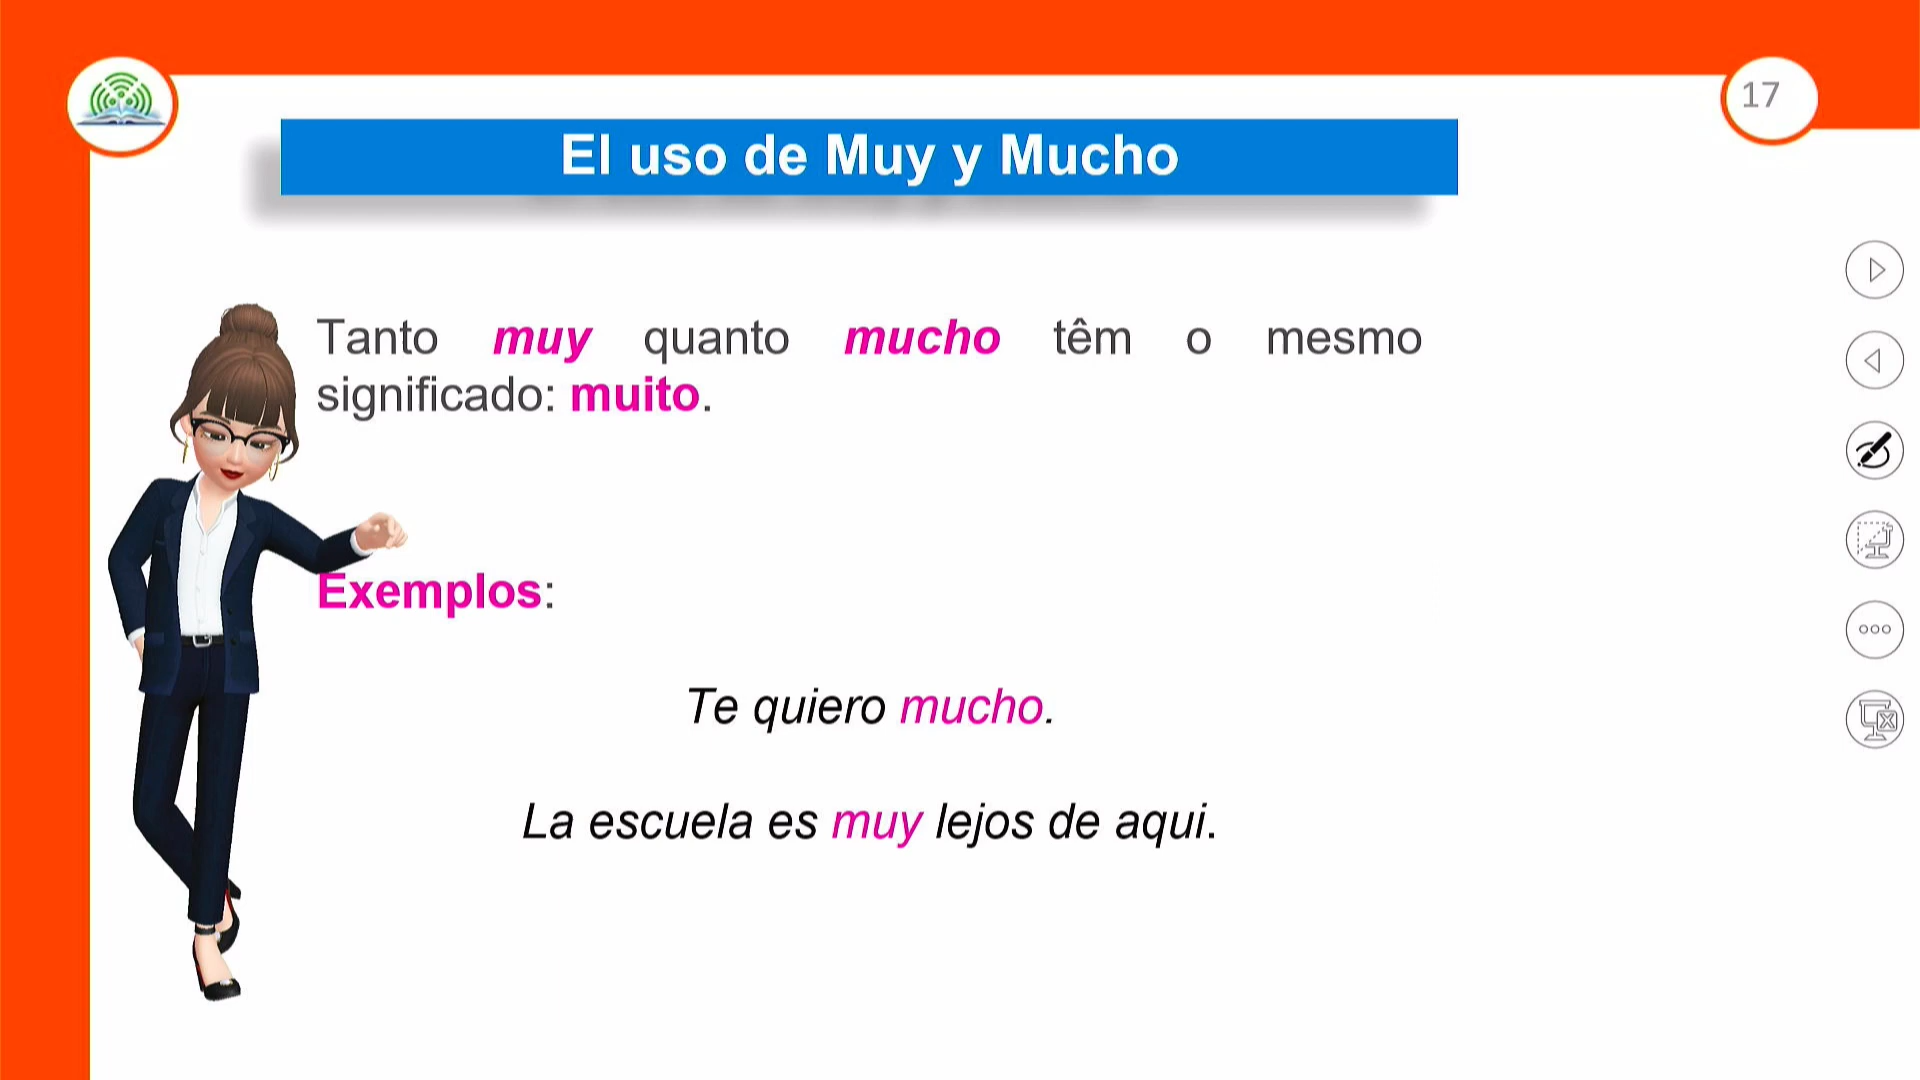 17
El uso de Muy y Mucho
Tanto muy quanto mucho têm o mesmo
significado: muito.
Exemplos:
Te quiero mucho.
La escuela es muy lejos de aqui.